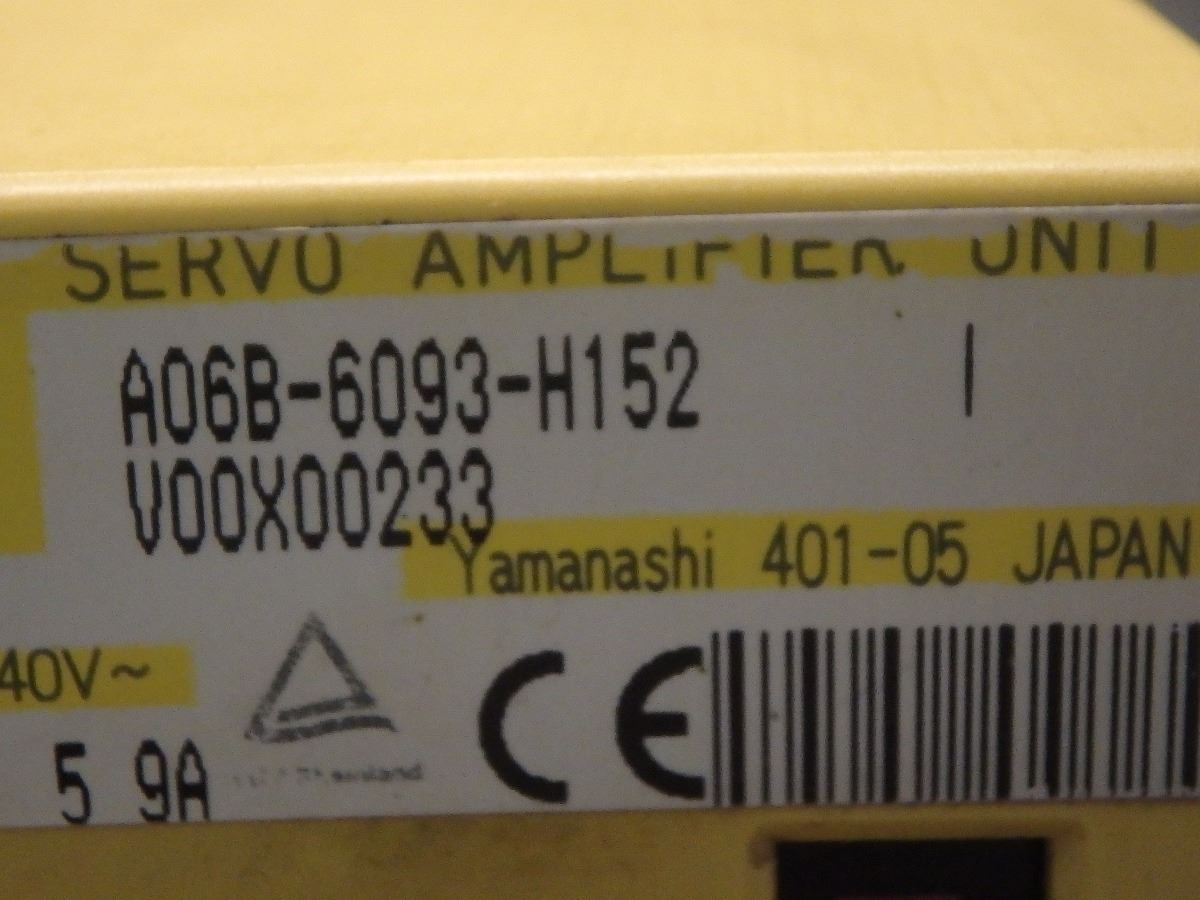 SERVO AMPLIFIER UNIT
A06B-6093-H152 I
V00X00233
Yamanashi 401-05 JAPAN
40V~
CE
5 9A